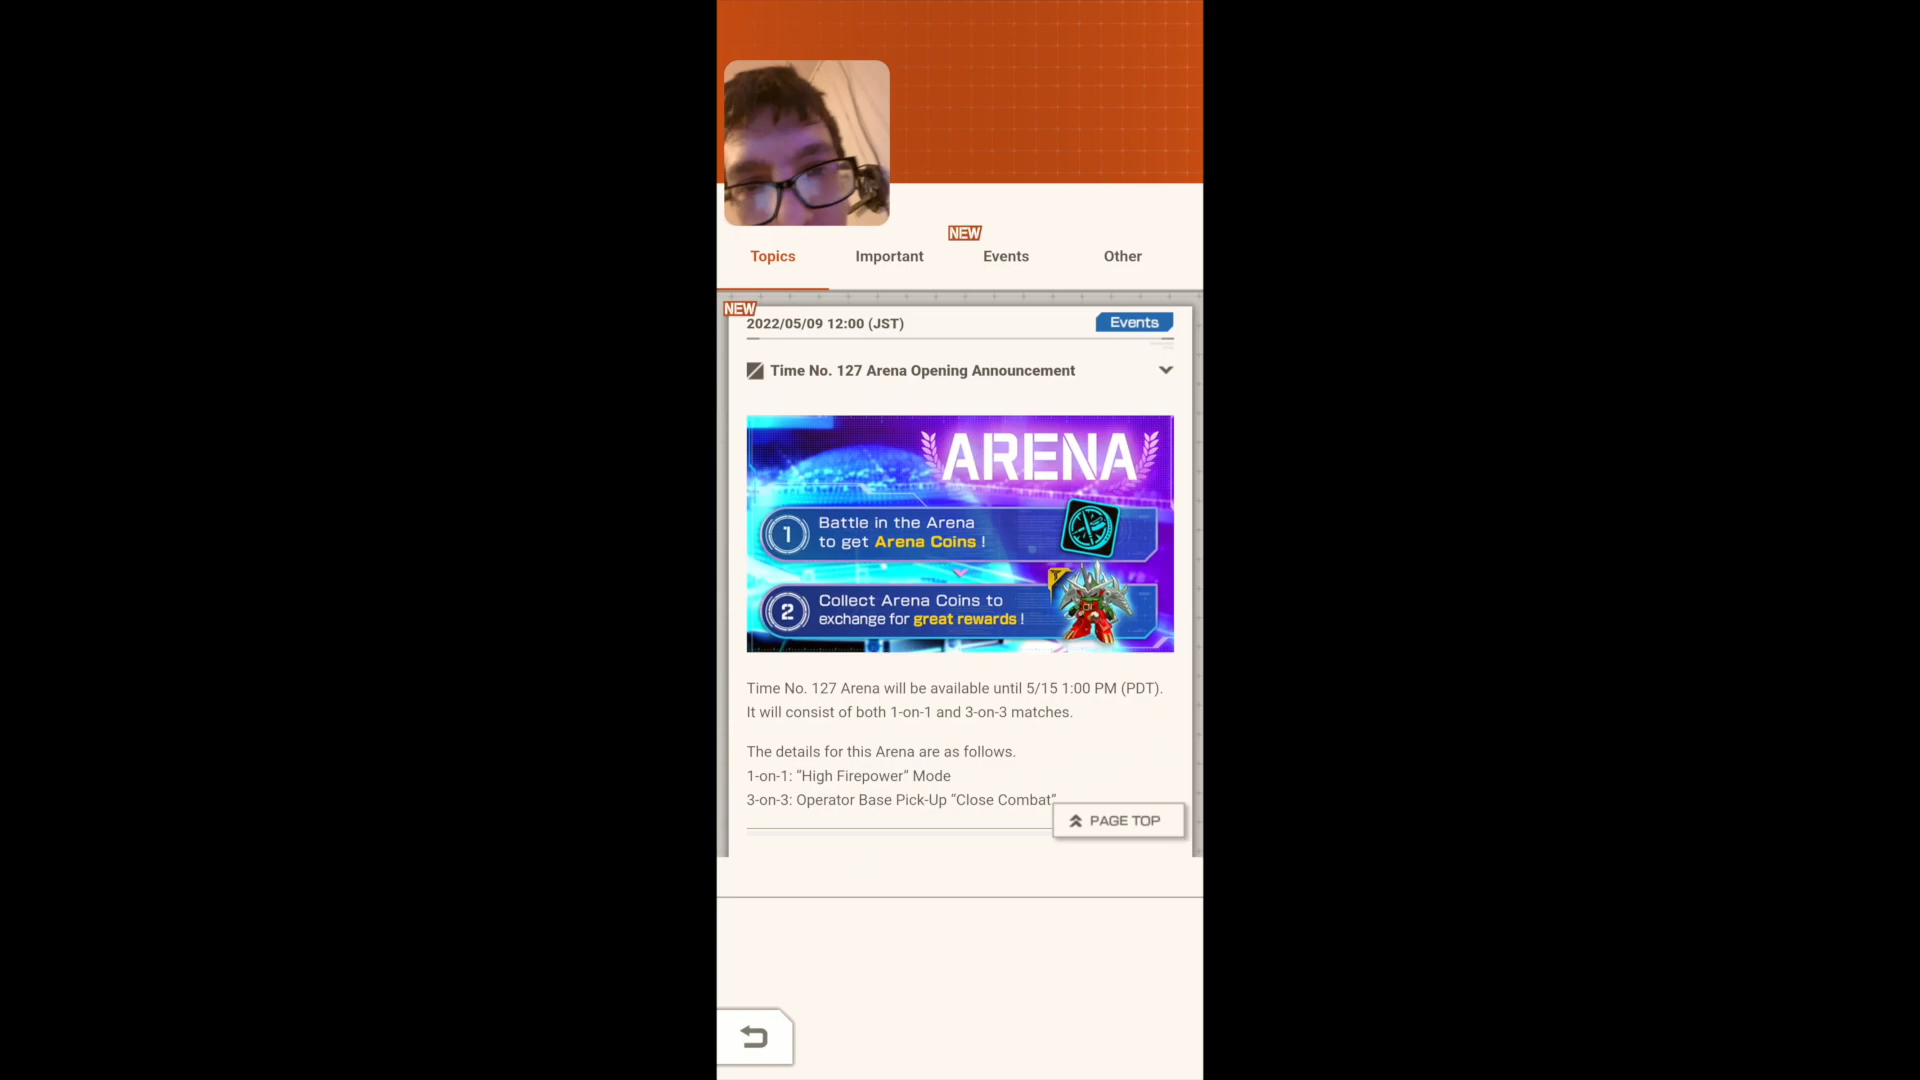 NEW
Topics
Important
Events
Other
NEW
2022/05/09 12:00 (JST)
Events
Time No. 127 Arena Opening Announcement
ARENA
1
Battle in the Arena
to get Arena Coins !
2
Collect Arena Coins to
exchange for great rewards !
Time No. 127 Arena will be available until 5/15 1:00 PM (PDT).
It will consist of both 1-on-1 and 3-on-3 matches.
The details for this Arena are as follows.
1-on-1: “High Firepower” Mode
3-on-3: Operator Base Pick-Up “Close Combat”
PAGE TOP